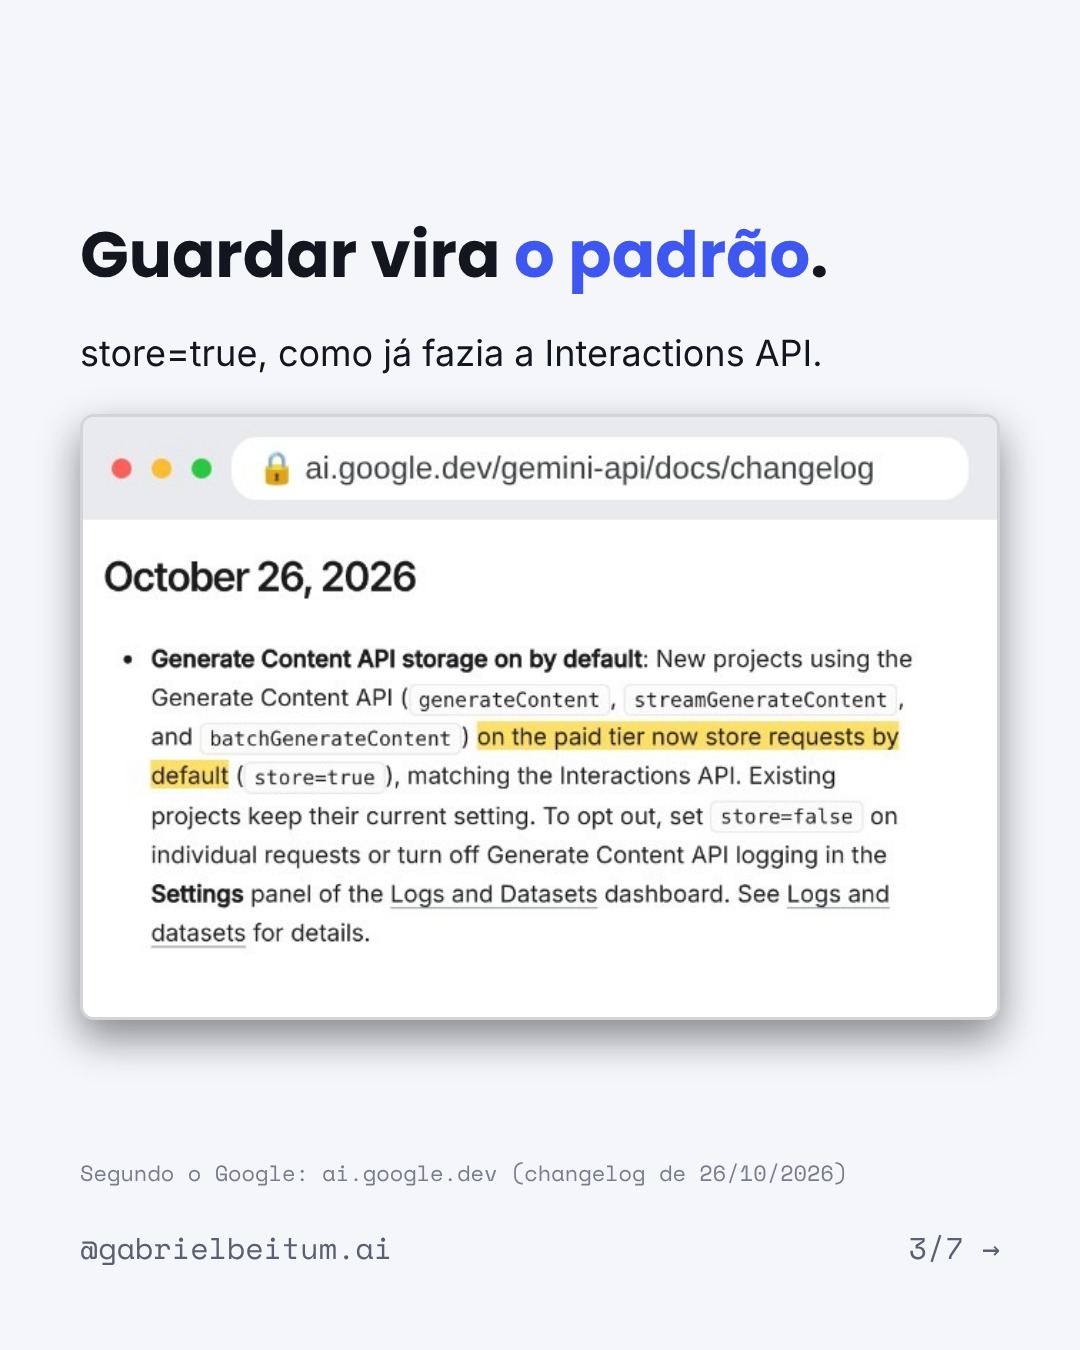 Guardar vira o padrão.
store=true, como já fazia a Interactions API.
🔒 ai.google.dev/gemini-api/docs/changelog
October 26, 2026
• Generate Content API storage on by default: New projects using the
Generate Content API ( generateContent , streamGenerateContent ,
and batchGenerateContent ) on the paid tier now store requests by
default ( store=true ), matching the Interactions API. Existing
projects keep their current setting. To opt out, set store=false on
individual requests or turn off Generate Content API logging in the
Settings panel of the Logs and Datasets dashboard. See Logs and
datasets for details.
Segundo o Google: ai.google.dev (changelog de 26/10/2026)
@gabrielbeitum.ai
3/7 →